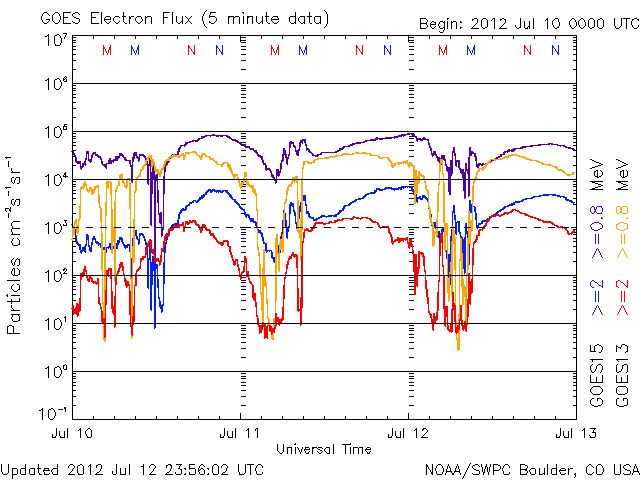 GOES Electron Flux (5 minute data)
Begin: 2012 Jul 10 0000 UTC
10⁷
M M N N M M N N M M N N
10⁶
10⁵
10⁴
10³
10²
10¹
10⁰
10⁻¹
Particles cm⁻²s⁻¹sr⁻¹
Jul 10 Jul 11 Jul 12 Jul 13
Universal Time
GOES15 >=2 >=0.8 MeV
GOES13 >=2 >=0.8 MeV
Updated 2012 Jul 12 23:56:02 UTC
NOAA/SWPC Boulder, CO USA